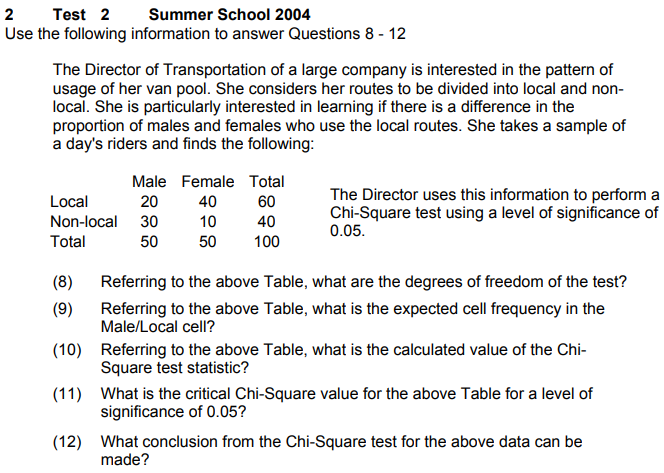 2 Test 2 Summer School 2004
Use the following information to answer Questions 8 - 12
The Director of Transportation of a large company is interested in the pattern of
usage of her van pool. She considers her routes to be divided into local and non-
local. She is particularly interested in learning if there is a difference in the
proportion of males and females who use the local routes. She takes a sample of
a day's riders and finds the following:
Male Female Total
Local 20 40 60
Non-local 30 10 40
Total 50 50 100
The Director uses this information to perform a
Chi-Square test using a level of significance of
0.05.
(8) Referring to the above Table, what are the degrees of freedom of the test?
(9) Referring to the above Table, what is the expected cell frequency in the
Male/Local cell?
(10) Referring to the above Table, what is the calculated value of the Chi-
Square test statistic?
(11) What is the critical Chi-Square value for the above Table for a level of
significance of 0.05?
(12) What conclusion from the Chi-Square test for the above data can be
made?